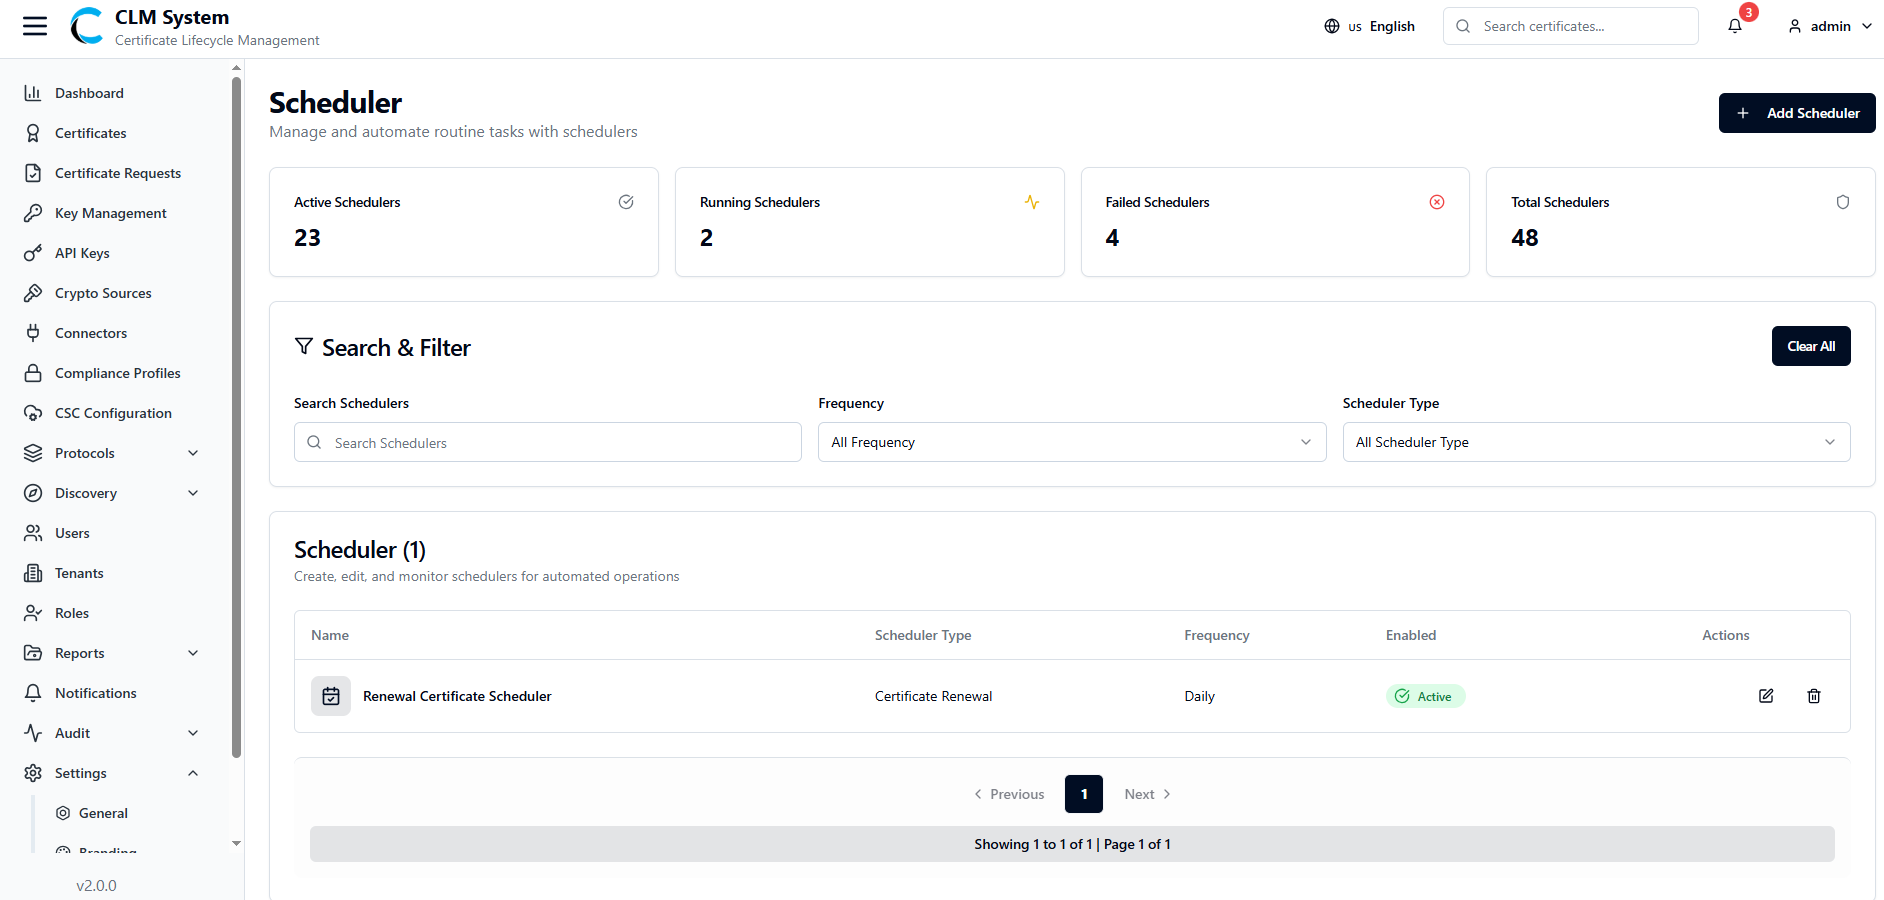 CLM System
Certificate Lifecycle Management
us English
Search certificates...
3
admin
Dashboard
Certificates
Certificate Requests
Key Management
API Keys
Crypto Sources
Connectors
Compliance Profiles
CSC Configuration
Protocols
Discovery
Users
Tenants
Roles
Reports
Notifications
Audit
Settings
General
Branding
v2.0.0
Scheduler
Manage and automate routine tasks with schedulers
Add Scheduler
Active Schedulers
23
Running Schedulers
2
Failed Schedulers
4
Total Schedulers
48
Search & Filter
Clear All
Search Schedulers
Search Schedulers
Frequency
All Frequency
Scheduler Type
All Scheduler Type
Scheduler (1)
Create, edit, and monitor schedulers for automated operations
Name Scheduler Type Frequency Enabled Actions
Renewal Certificate Scheduler Certificate Renewal Daily Active
Previous 1 Next
Showing 1 to 1 of 1 | Page 1 of 1